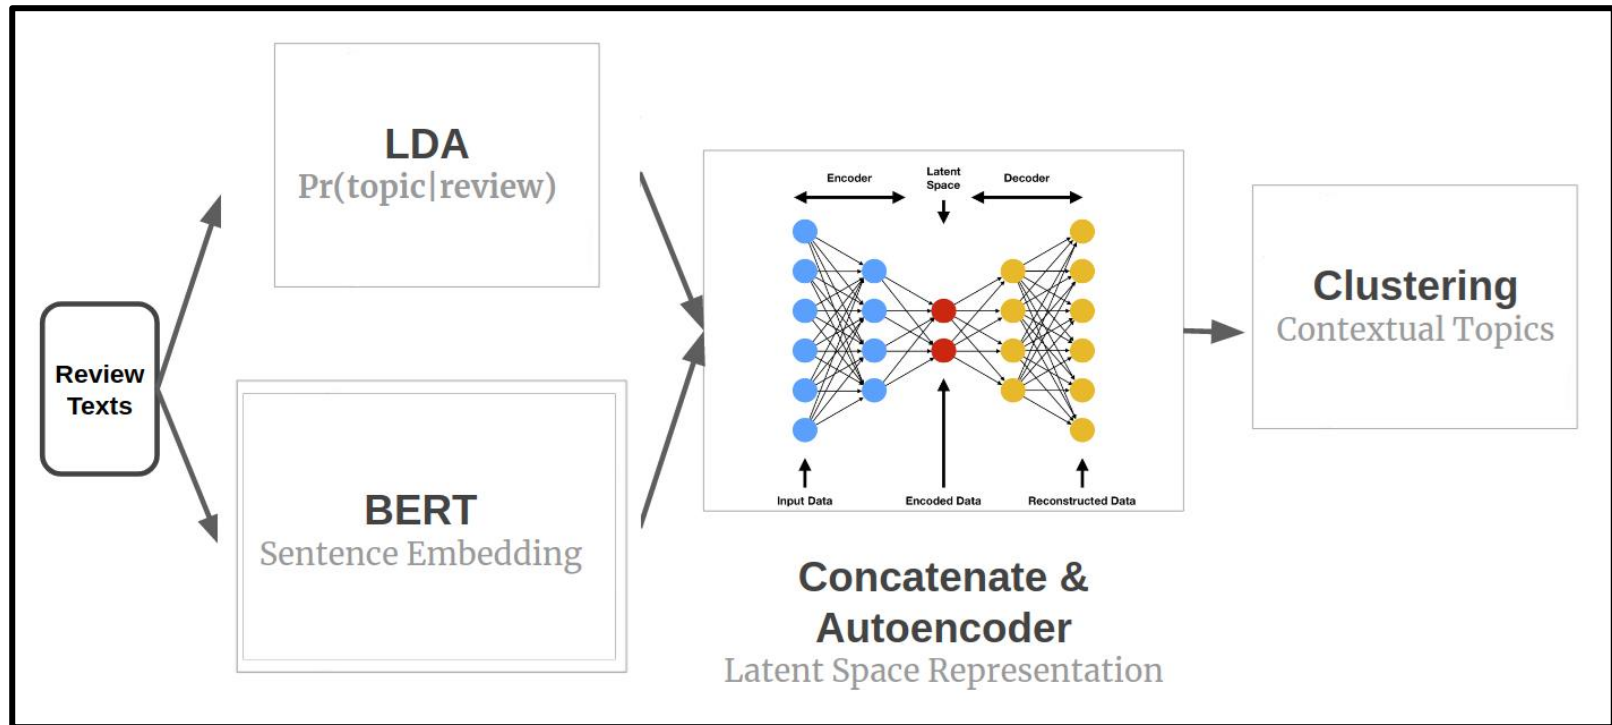 Review
Texts
LDA
Pr(topic|review)
BERT
Sentence Embedding
Encoder
Latent
Space
Decoder
Input Data
Encoded Data
Reconstructed Data
Concatenate &
Autoencoder
Latent Space Representation
Clustering
Contextual Topics